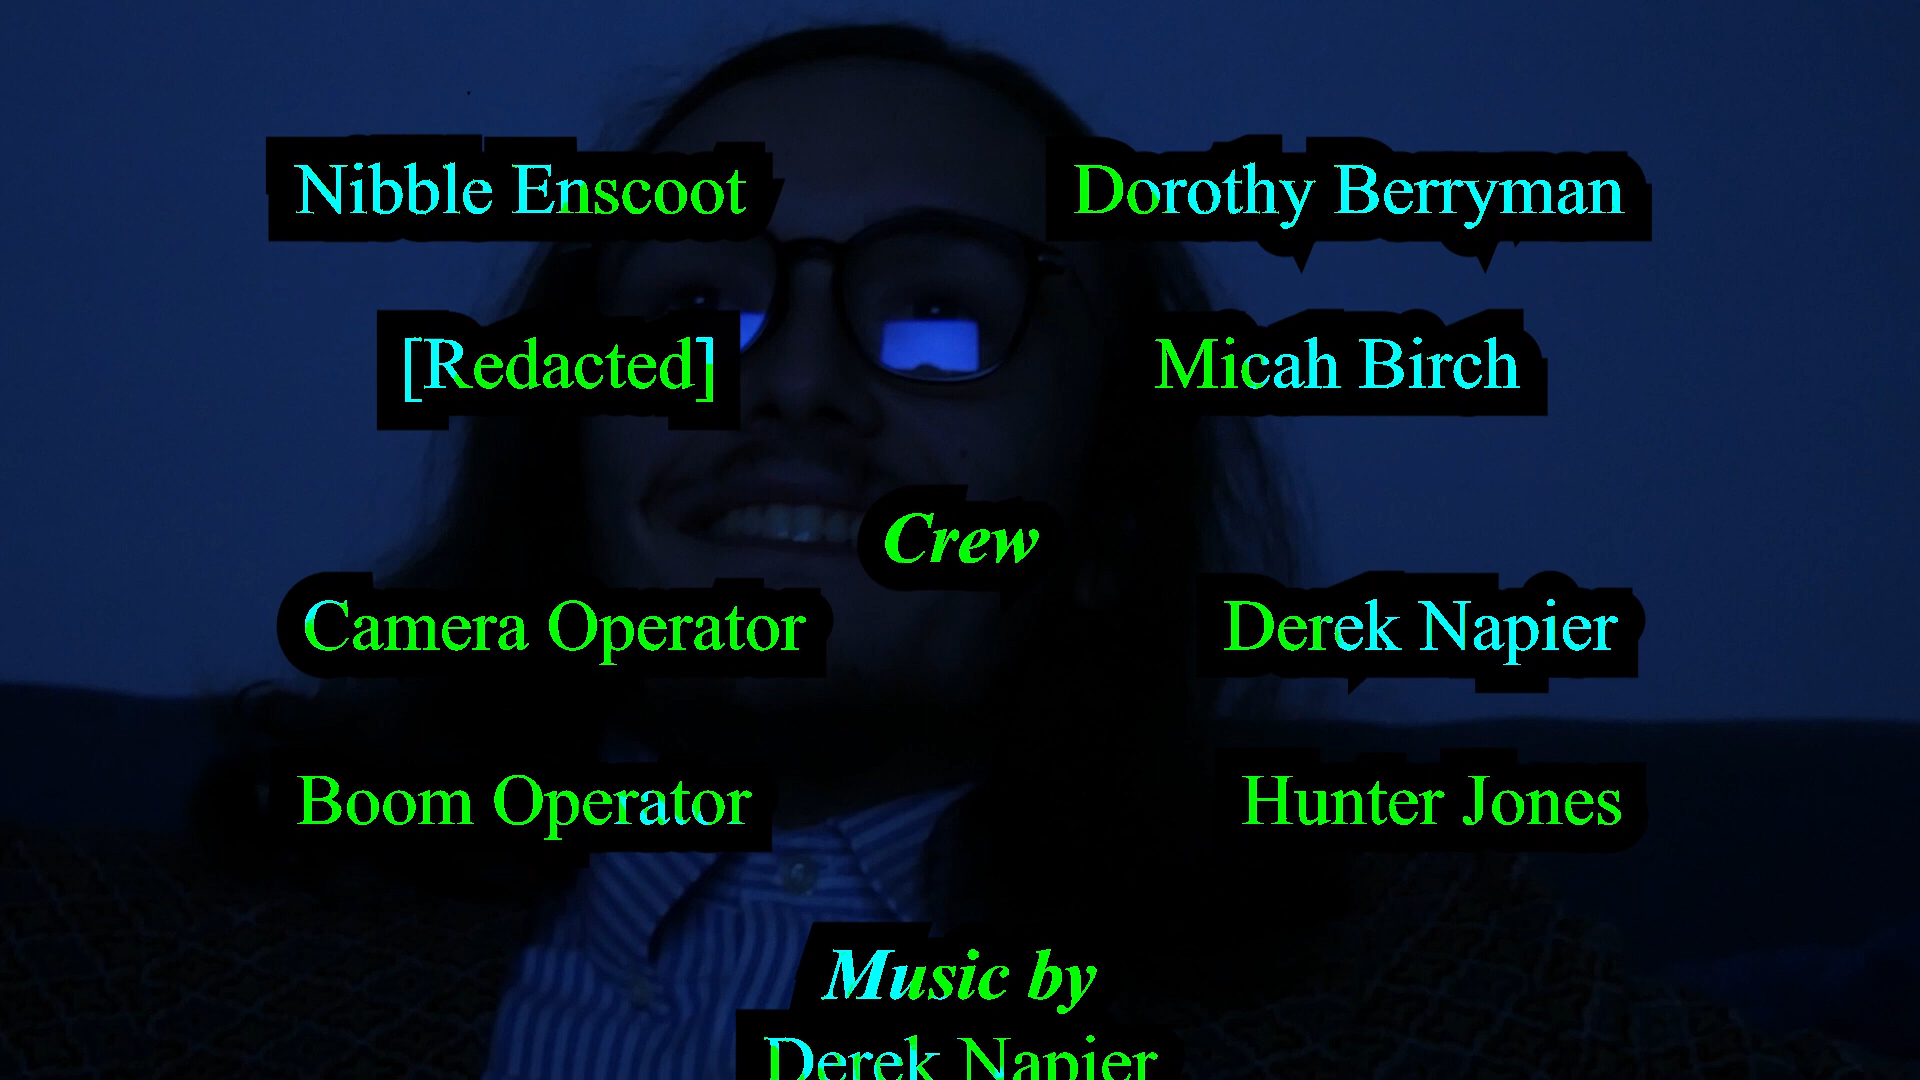 Nibble Enscoot Dorothy Berryman
[Redacted] Micah Birch
Crew
Camera Operator Derek Napier
Boom Operator Hunter Jones
Music by
Derek Napier